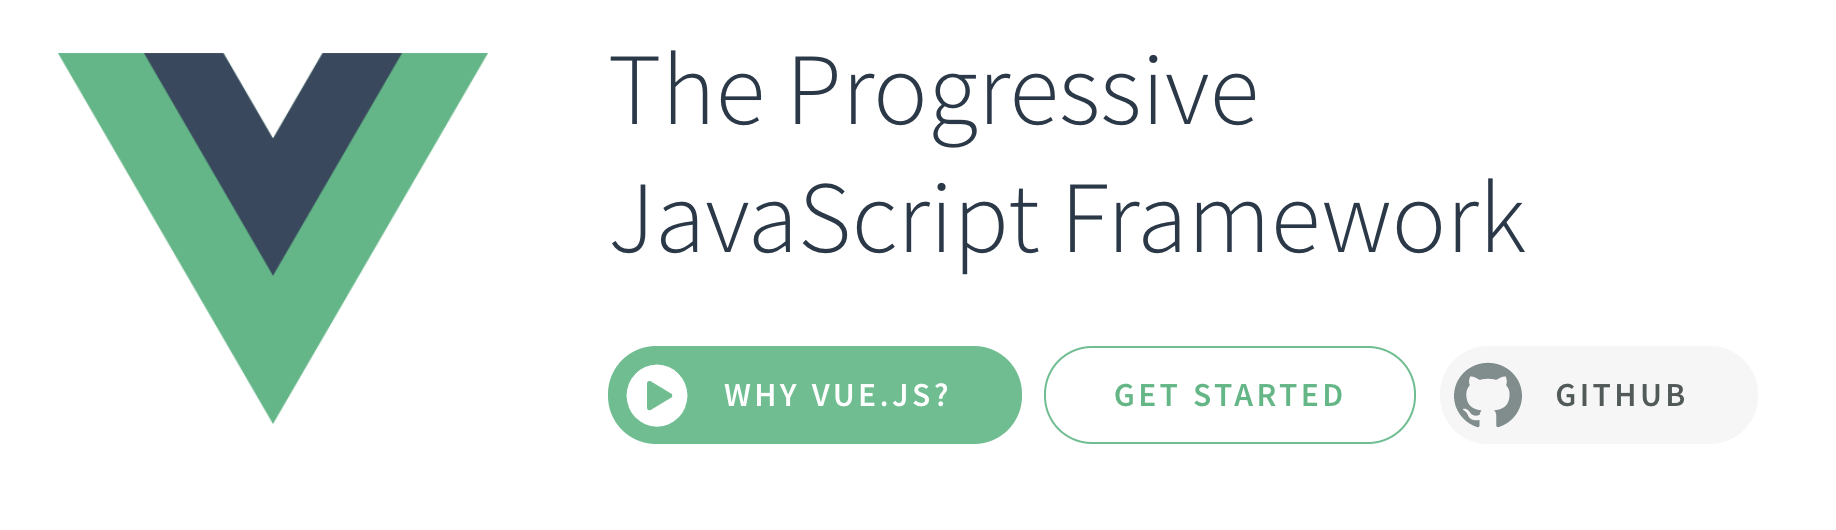 The Progressive
JavaScript Framework
WHY VUE.JS? GET STARTED GITHUB